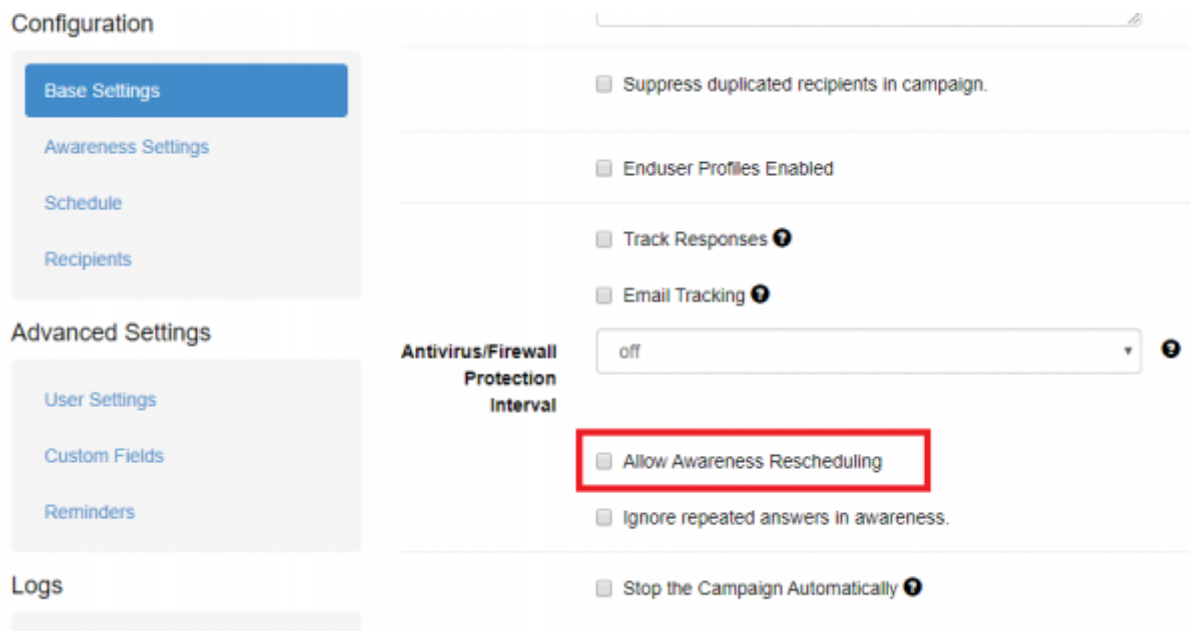 Configuration
Base Settings
Awareness Settings
Schedule
Recipients
Advanced Settings
User Settings
Custom Fields
Reminders
Logs
Suppress duplicated recipients in campaign.
Enduser Profiles Enabled
Track Responses ?
Email Tracking ?
Antivirus/Firewall
Protection
Interval
off
?
Allow Awareness Rescheduling
Ignore repeated answers in awareness.
Stop the Campaign Automatically ?